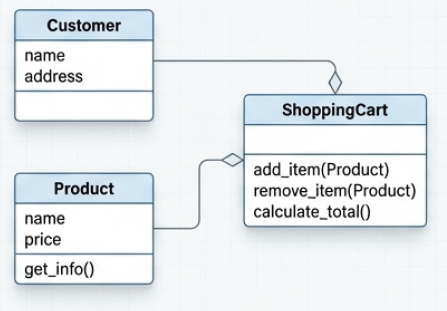 Customer
name
address
ShoppingCart
add_item(Product)
remove_item(Product)
calculate_total()
Product
name
price
get_info()